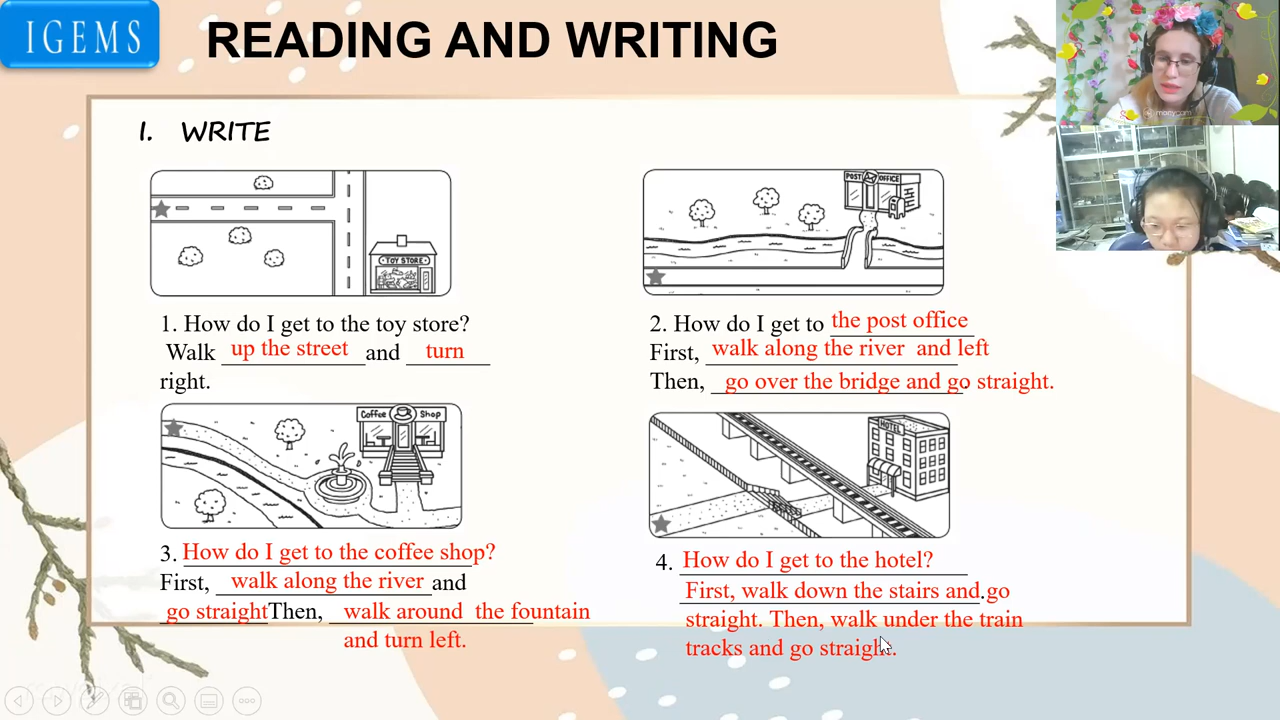 IGEMS
READING AND WRITING
I. WRITE
TOY STORE
1. How do I get to the toy store?
Walk up the street and turn
right.
POST OFFICE
2. How do I get to the post office
First, walk along the river and left
Then, go over the bridge and go straight.
Coffee Shop
3. How do I get to the coffee shop?
First, walk along the river and
go straight Then, walk around the fountain
and turn left.
HOTEL
4. How do I get to the hotel?
First, walk down the stairs and.go
straight. Then, walk under the train
tracks and go straight.
manycam